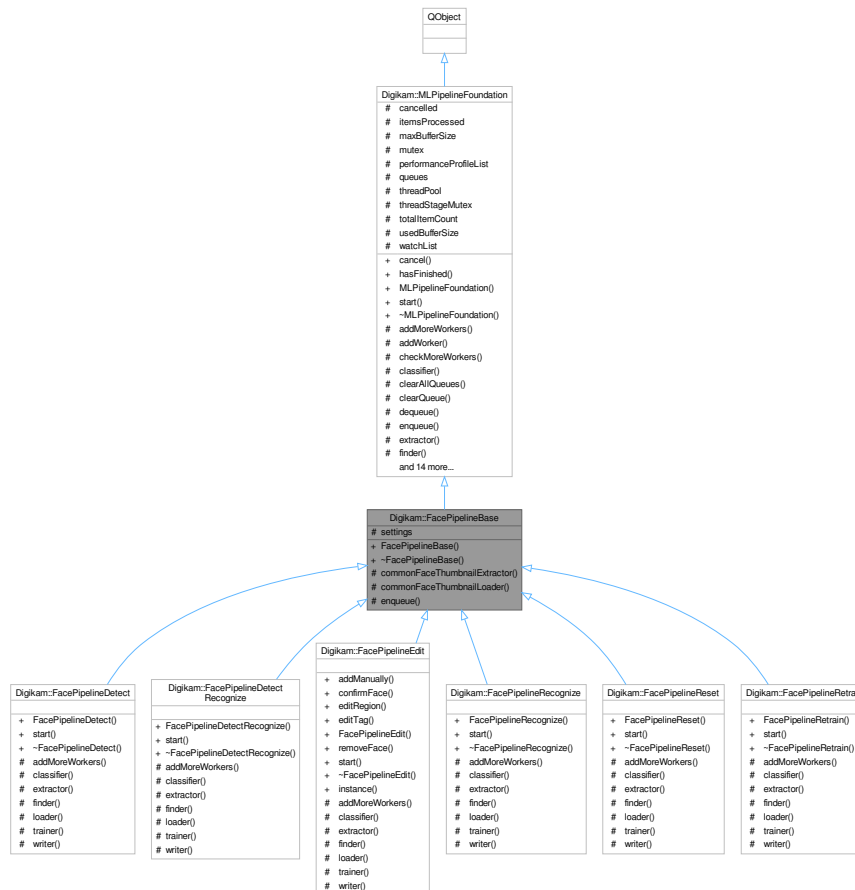 QObject
Digikam::MLPipelineFoundation
# cancelled
# itemsProcessed
# maxBufferSize
# mutex
# performanceProfileList
# queues
# threadPool
# threadStageMutex
# totalItemCount
# usedBufferSize
# watchList
+ cancel()
+ hasFinished()
+ MLPipelineFoundation()
+ start()
+ ~MLPipelineFoundation()
# addMoreWorkers()
# addWorker()
# checkMoreWorkers()
# classifier()
# clearAllQueues()
# clearQueue()
# dequeue()
# enqueue()
# extractor()
# finder()
and 14 more...
Digikam::FacePipelineBase
# settings
+ FacePipelineBase()
+ ~FacePipelineBase()
# commonFaceThumbnailExtractor()
# commonFaceThumbnailLoader()
# enqueue()
Digikam::FacePipelineDetect
+ FacePipelineDetect()
+ start()
+ ~FacePipelineDetect()
# addMoreWorkers()
# classifier()
# extractor()
# finder()
# loader()
# trainer()
# writer()
Digikam::FacePipelineDetect
Recognize
+ FacePipelineDetectRecognize()
+ start()
+ ~FacePipelineDetectRecognize()
# addMoreWorkers()
# classifier()
# extractor()
# finder()
# loader()
# trainer()
# writer()
Digikam::FacePipelineEdit
+ addManually()
+ confirmFace()
+ editRegion()
+ editTag()
+ FacePipelineEdit()
+ removeFace()
+ start()
+ ~FacePipelineEdit()
+ instance()
# addMoreWorkers()
# classifier()
# extractor()
# finder()
# loader()
# trainer()
# writer()
Digikam::FacePipelineRecognize
+ FacePipelineRecognize()
+ start()
+ ~FacePipelineRecognize()
# addMoreWorkers()
# classifier()
# extractor()
# finder()
# loader()
# trainer()
# writer()
Digikam::FacePipelineReset
+ FacePipelineReset()
+ start()
+ ~FacePipelineReset()
# addMoreWorkers()
# classifier()
# extractor()
# finder()
# loader()
# trainer()
# writer()
Digikam::FacePipelineRetrain
+ FacePipelineRetrain()
+ start()
+ ~FacePipelineRetrain()
# addMoreWorkers()
# classifier()
# extractor()
# finder()
# loader()
# trainer()
# writer()